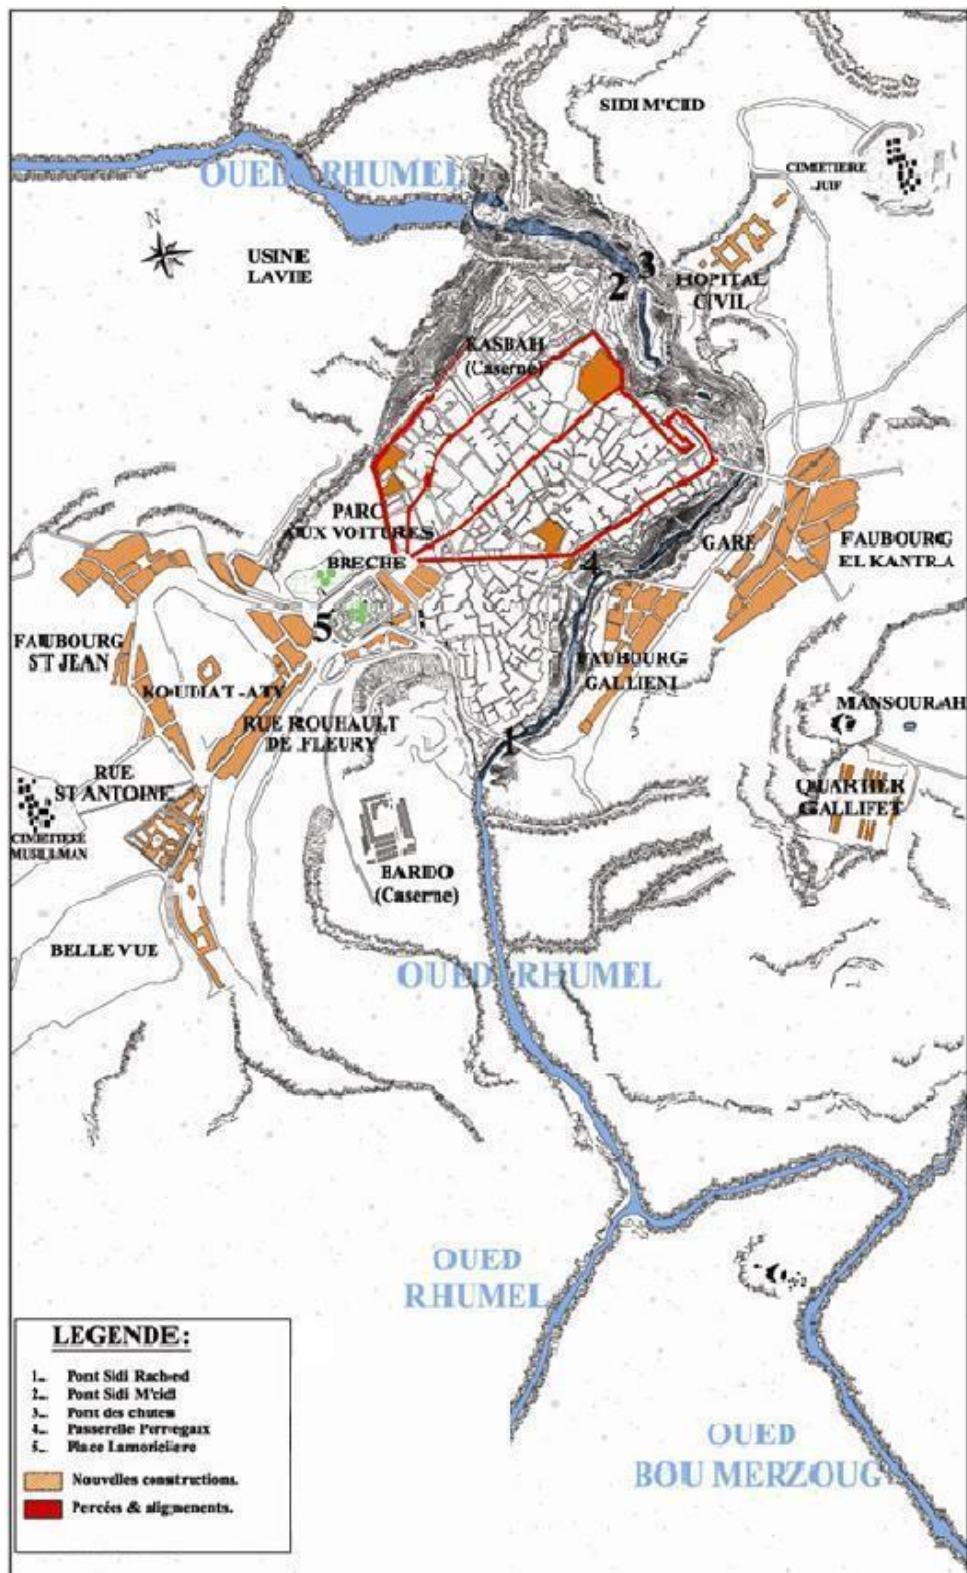 SIDI M'CID
CIMETIERE
JUIF
OUED RHUMEL
N
USINE
LAVIE
3
2
HOPITAL
CIVIL
KASBAH
(Caserne)
PARC
AUX VOITURES
BRECHE
GARE
FAUBOURG
EL KANTRA
4
5
FAUBOURG
ST JEAN
KOUDIAT-ATY
FAUBOURG
GALLIENI
RUE ROUHAULT
DE FLEURY
MANSOURAH
1
RUE
ST ANTOINE
QUARTIER
GALLIFET
CIMETIERE
MUSULMAN
BARDO
(Caserne)
BELLE VUE
OUED RHUMEL
OUED
RHUMEL
OUED
BOU MERZOUG
LEGENDE:
1... Pont Sidi Rached
2... Pont Sidi M'cid
3... Pont des chutes
4... Passerelle Perregaux
5... Place Lamoriciere
Nouvelles constructions.
Percées & alignements.